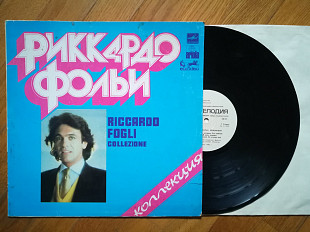 РИККАРДО
ФОЛЬИ
RICCARDO
FOGLI
COLLEZIONE
КОЛЛЕКЦИЯ
МЕЛОДИЯ